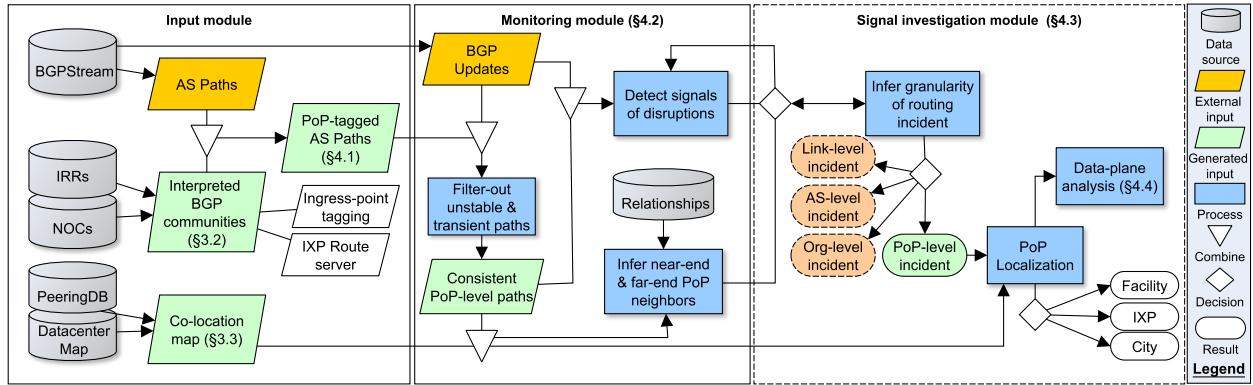 Input module
BGPStream
AS Paths
PoP-tagged
AS Paths
(§4.1)
IRRs
NOCs
Interpreted
BGP
communities
(§3.2)
Ingress-point
tagging
IXP Route
server
PeeringDB
Datacenter
Map
Co-location
map (§3.3)
Monitoring module (§4.2)
BGP
Updates
Filter-out
unstable &
transient paths
Consistent
PoP-level paths
Detect signals
of disruptions
Relationships
Infer near-end
& far-end PoP
neighbors
Signal investigation module (§4.3)
Infer granularity
of routing
incident
Link-level
incident
AS-level
incident
Org-level
incident
PoP-level
incident
Data-plane
analysis (§4.4)
PoP
Localization
Facility
IXP
City
Data
source
External
input
Generated
input
Process
Combine
Decision
Result
Legend